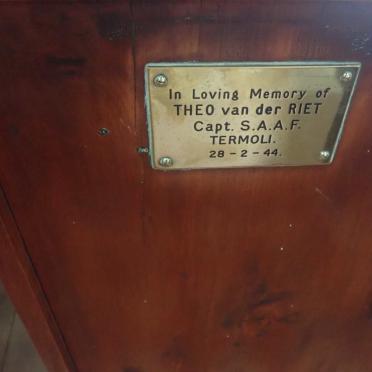 In Loving Memory of
THEO van der RIET
Capt. S.A.A.F.
TERMOLI.
28-2-44.